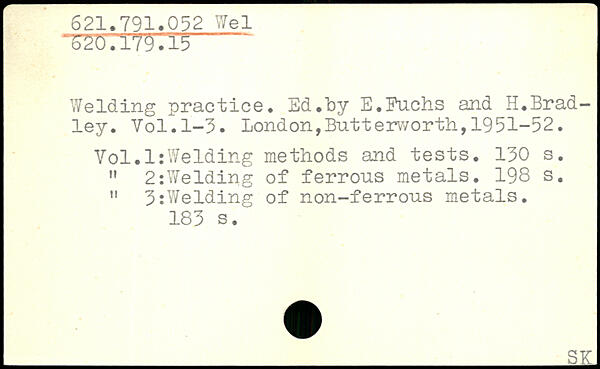 621.791.052 Wel
620.179.15
Welding practice. Ed.by E.Fuchs and H.Brad-
ley. Vol.1-3. London,Butterworth,1951-52.
Vol.1:Welding methods and tests. 130 s.
" 2:Welding of ferrous metals. 198 s.
" 3:Welding of non-ferrous metals.
183 s.
SK